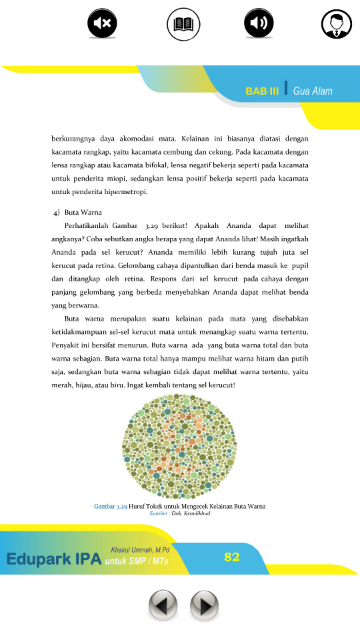 BAB III Gua Alam
berkurangnya daya akomodasi mata. Kelainan ini biasanya diatasi dengan
kacamata rangkap, yaitu kacamata cembung dan cekung. Pada kacamata dengan
lensa rangkap atau kacamata bifokal, lensa negatif bekerja seperti pada kacamata
untuk penderita miopi, sedangkan lensa positif bekerja seperti pada kacamata
untuk penderita hipermetropi.
4) Buta Warna
Perhatikanlah Gambar 3.29 berikut! Apakah Ananda dapat melihat
angkanya? Coba sebutkan angka berapa yang dapat Ananda lihat! Masih ingatkah
Ananda pada sel kerucut? Ananda memiliki lebih kurang tujuh juta sel
kerucut pada retina. Gelombang cahaya dipantulkan dari benda masuk ke pupil
dan ditangkap oleh retina. Respons dari sel kerucut pada cahaya dengan
panjang gelombang yang berbeda menyebabkan Ananda dapat melihat benda
yang berwarna.
Buta warna merupakan suatu kelainan pada mata yang disebabkan
ketidakmampuan sel-sel kerucut mata untuk menangkap suatu warna tertentu.
Penyakit ini bersifat menurun. Buta warna ada yang buta warna total dan buta
warna sebagian. Buta warna total hanya mampu melihat warna hitam dan putih
saja, sedangkan buta warna sebagian tidak dapat melihat warna tertentu, yaitu
merah, hijau, atau biru. Ingat kembali tentang sel kerucut!
Gambar 3.29 Huruf Tokek untuk Mengecek Kelainan Buta Warna
Sumber : Dok. Kemdikbud
Khairul Ummah, M.Pd
Edupark IPA untuk SMP / MTs
82